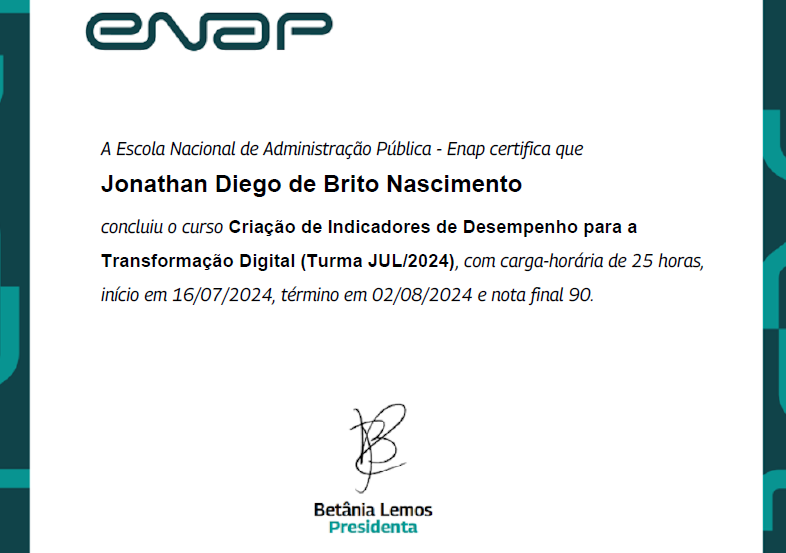 enap
A Escola Nacional de Administração Pública - Enap certifica que
Jonathan Diego de Brito Nascimento
concluiu o curso Criação de Indicadores de Desempenho para a
Transformação Digital (Turma JUL/2024), com carga-horária de 25 horas,
início em 16/07/2024, término em 02/08/2024 e nota final 90.
Betânia Lemos
Presidenta